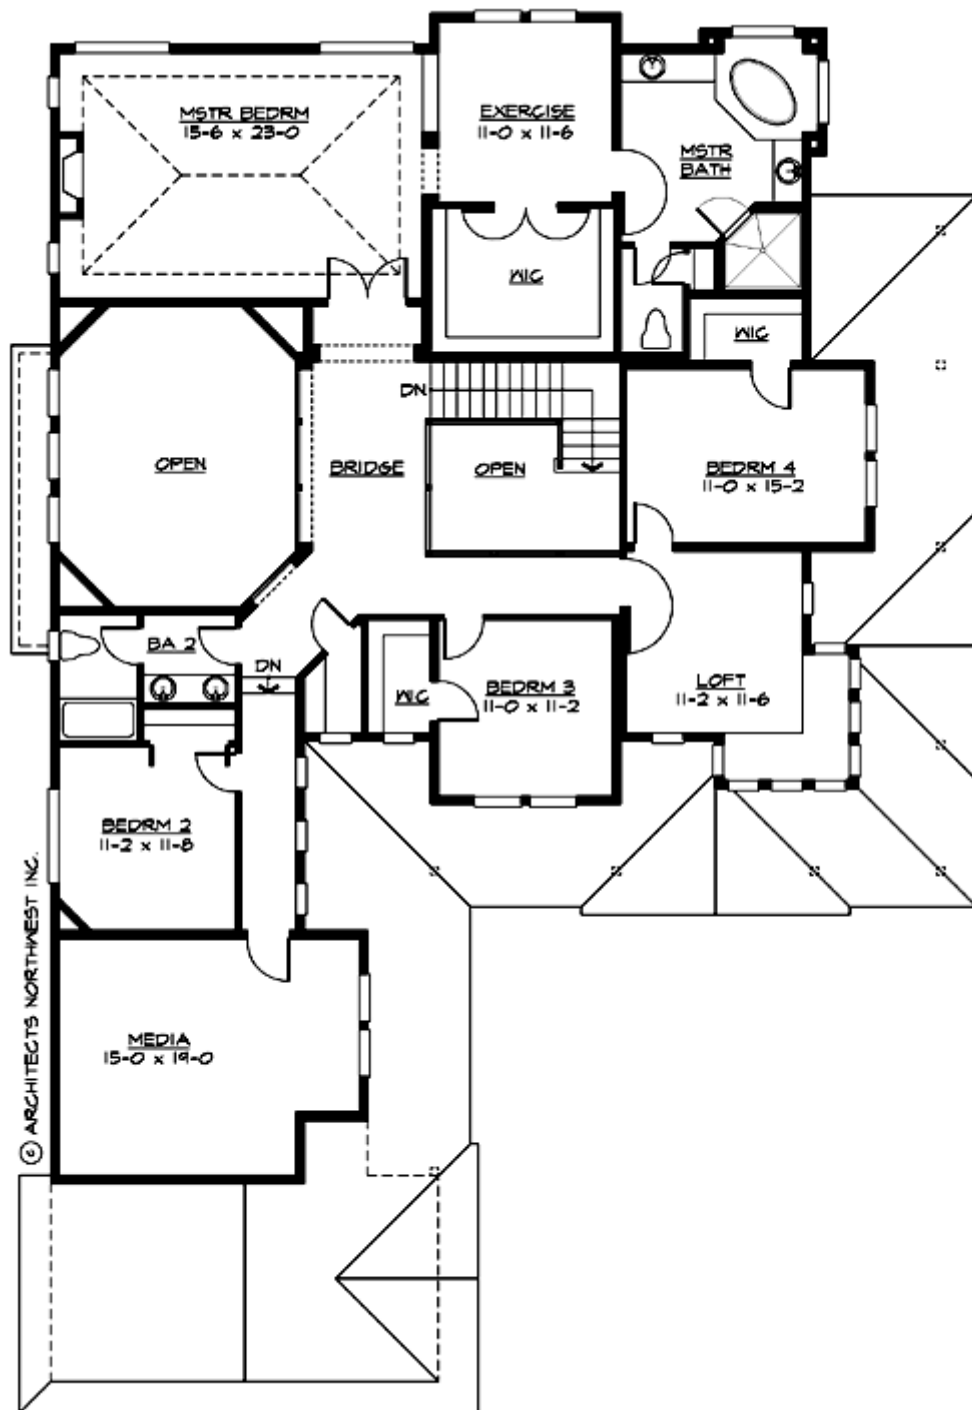 MSTR BEDRM
15-6 x 23-0
EXERCISE
11-0 x 11-6
MSTR
BATH
WIC
WIC
DN
OPEN
BRIDGE
OPEN
BEDRM 4
11-0 x 15-2
BA 2
DN
WIC
BEDRM 3
11-0 x 11-2
LOFT
11-2 x 11-6
BEDRM 2
11-2 x 11-8
MEDIA
15-0 x 19-0
© ARCHITECTS NORTHWEST INC.